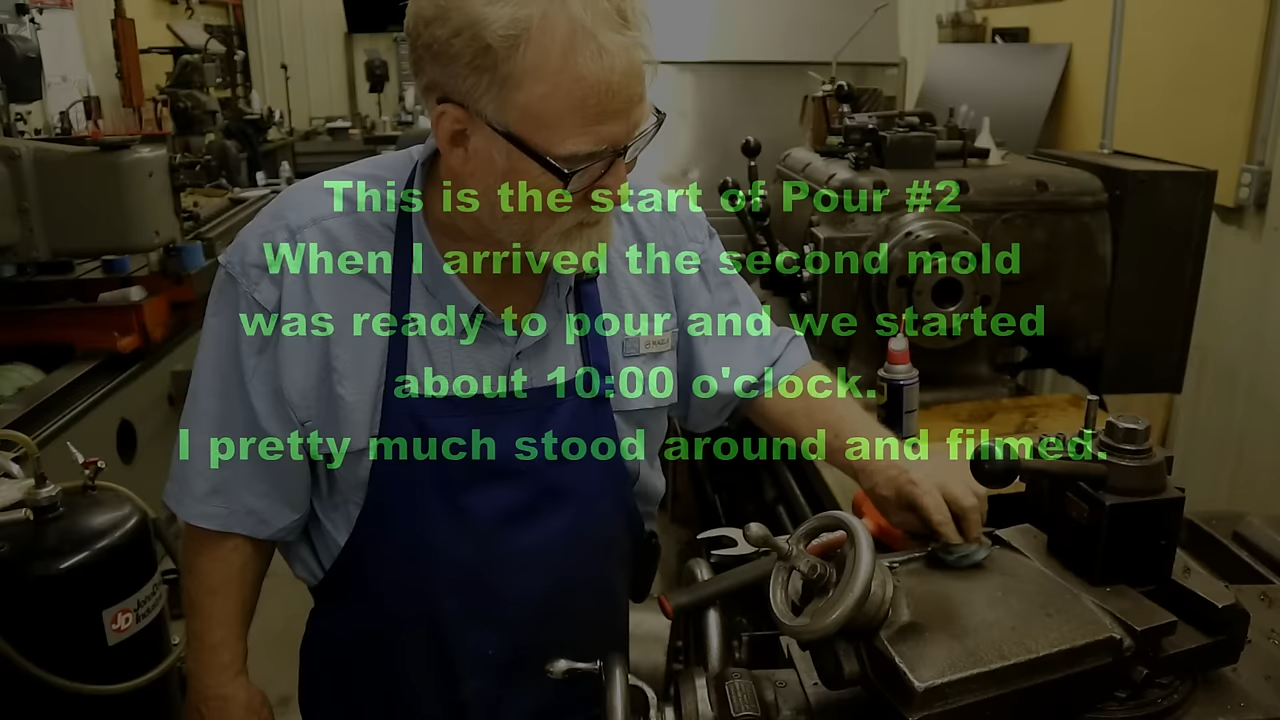 This is the start of Pour #2
When I arrived the second mold
was ready to pour and we started
about 10:00 o'clock.
I pretty much stood around and filmed.
JD